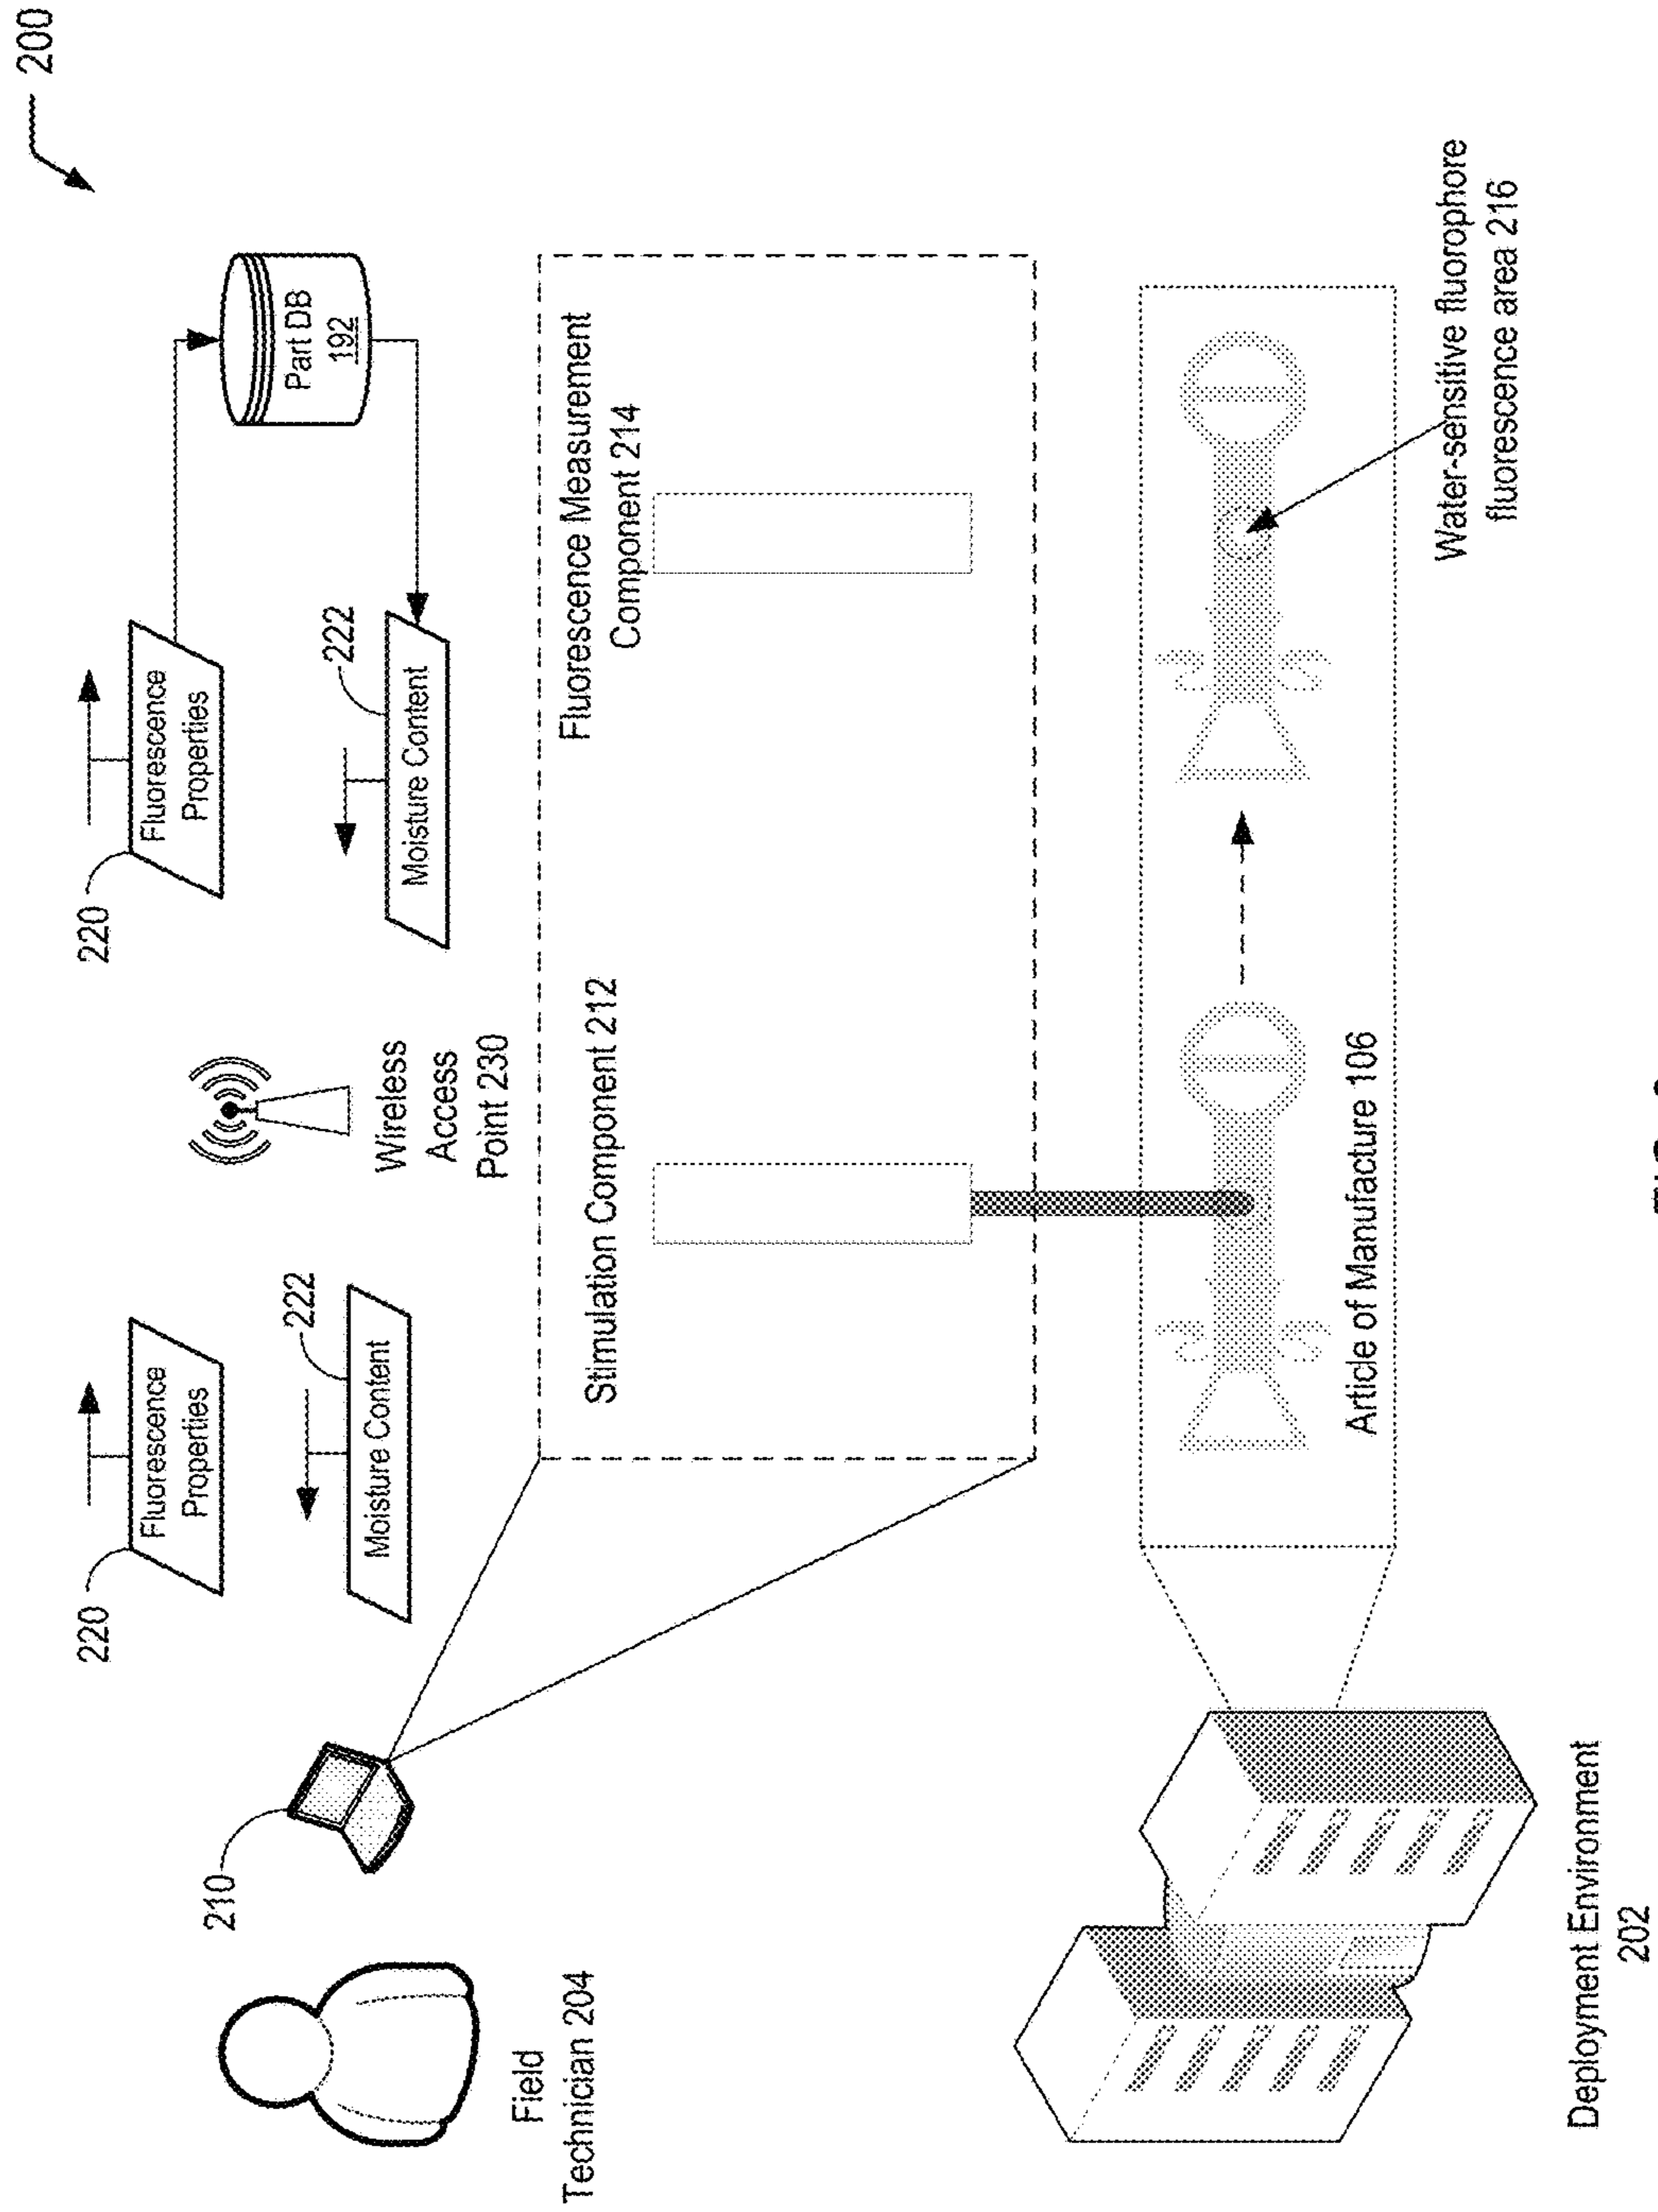 200
220
Fluorescence
Properties
222
Moisture Content
210
Field
Technician 204
Wireless
Access
Point 230
220
Fluorescence
Properties
222
Moisture Content
Part DB
192
Stimulation Component 212
Fluorescence Measurement
Component 214
Article of Manufacture 106
Water-sensitive fluorophore
fluorescence area 216
Deployment Environment
202